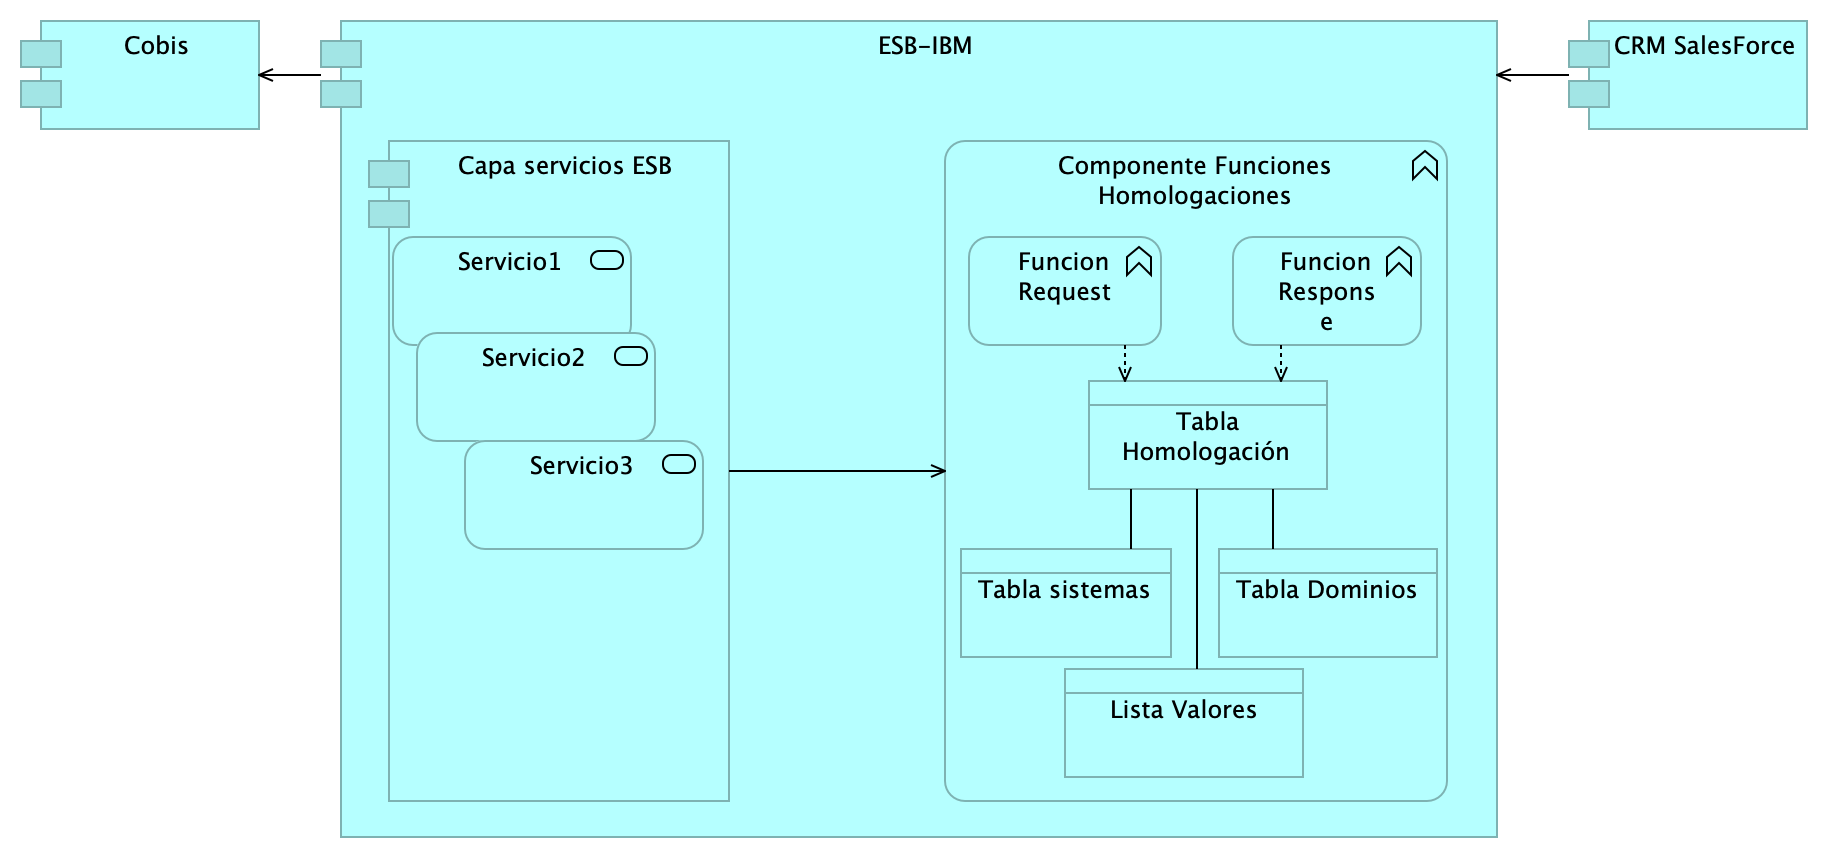 Cobis
ESB-IBM
CRM SalesForce
Capa servicios ESB
Componente Funciones
Homologaciones
Servicio1
Servicio2
Servicio3
Funcion
Request
Funcion
Respons
e
Tabla
Homologación
Tabla sistemas
Tabla Dominios
Lista Valores